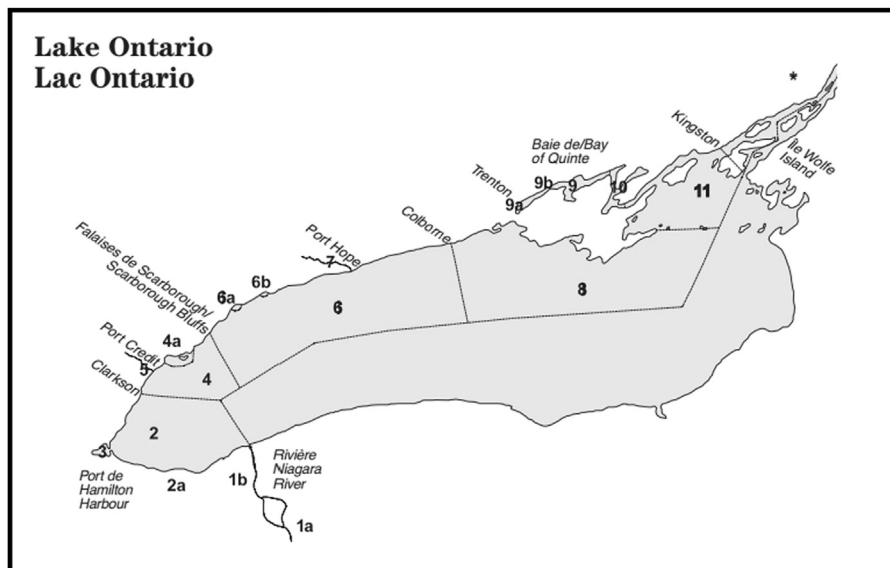 Lake Ontario
Lac Ontario
*
Kingston
Île Wolfe
Island
Baie de/Bay
of Quinte
Trenton
9b
9
10
9a
11
Colborne
Port Hope
7
Falaises de Scarborough/
Scarborough Bluffs
6b
6a
6
8
Port Credit
4a
5
4
Clarkson
2
3
Port de
Hamilton
Harbour
2a
1b
Rivière
Niagara
River
1a